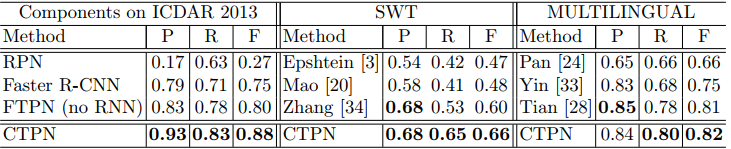 Components on ICDAR 2013 SWT MULTILINGUAL
Method P R F Method P R F Method P R F
RPN 0.17 0.63 0.27 Epshtein [3] 0.54 0.42 0.47 Pan [24] 0.65 0.66 0.66
Faster R-CNN 0.79 0.71 0.75 Mao [20] 0.58 0.41 0.48 Yin [33] 0.83 0.68 0.75
FTPN (no RNN) 0.83 0.78 0.80 Zhang [34] 0.68 0.53 0.60 Tian [28] 0.85 0.78 0.81
CTPN 0.93 0.83 0.88 CTPN 0.68 0.65 0.66 CTPN 0.84 0.80 0.82